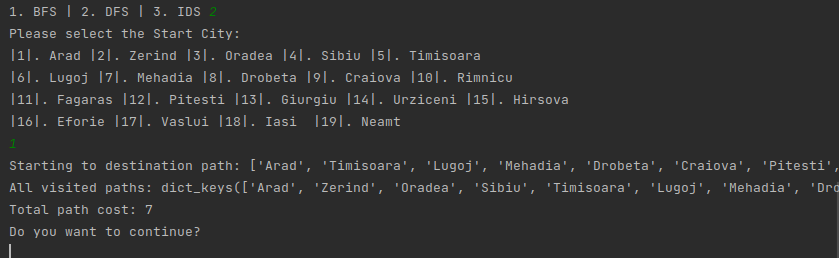 1. BFS | 2. DFS | 3. IDS 2
Please select the Start City:
|1|. Arad |2|. Zerind |3|. Oradea |4|. Sibiu |5|. Timisoara
|6|. Lugoj |7|. Mehadia |8|. Drobeta |9|. Craiova |10|. Rimnicu
|11|. Fagaras |12|. Pitesti |13|. Giurgiu |14|. Urziceni |15|. Hirsova
|16|. Eforie |17|. Vaslui |18|. Iasi  |19|. Neamt
1
Starting to destination path: ['Arad', 'Timisoara', 'Lugoj', 'Mehadia', 'Drobeta', 'Craiova', 'Pitesti',
All visited paths: dict_keys(['Arad', 'Zerind', 'Oradea', 'Sibiu', 'Timisoara', 'Lugoj', 'Mehadia', 'Dro
Total path cost: 7
Do you want to continue?